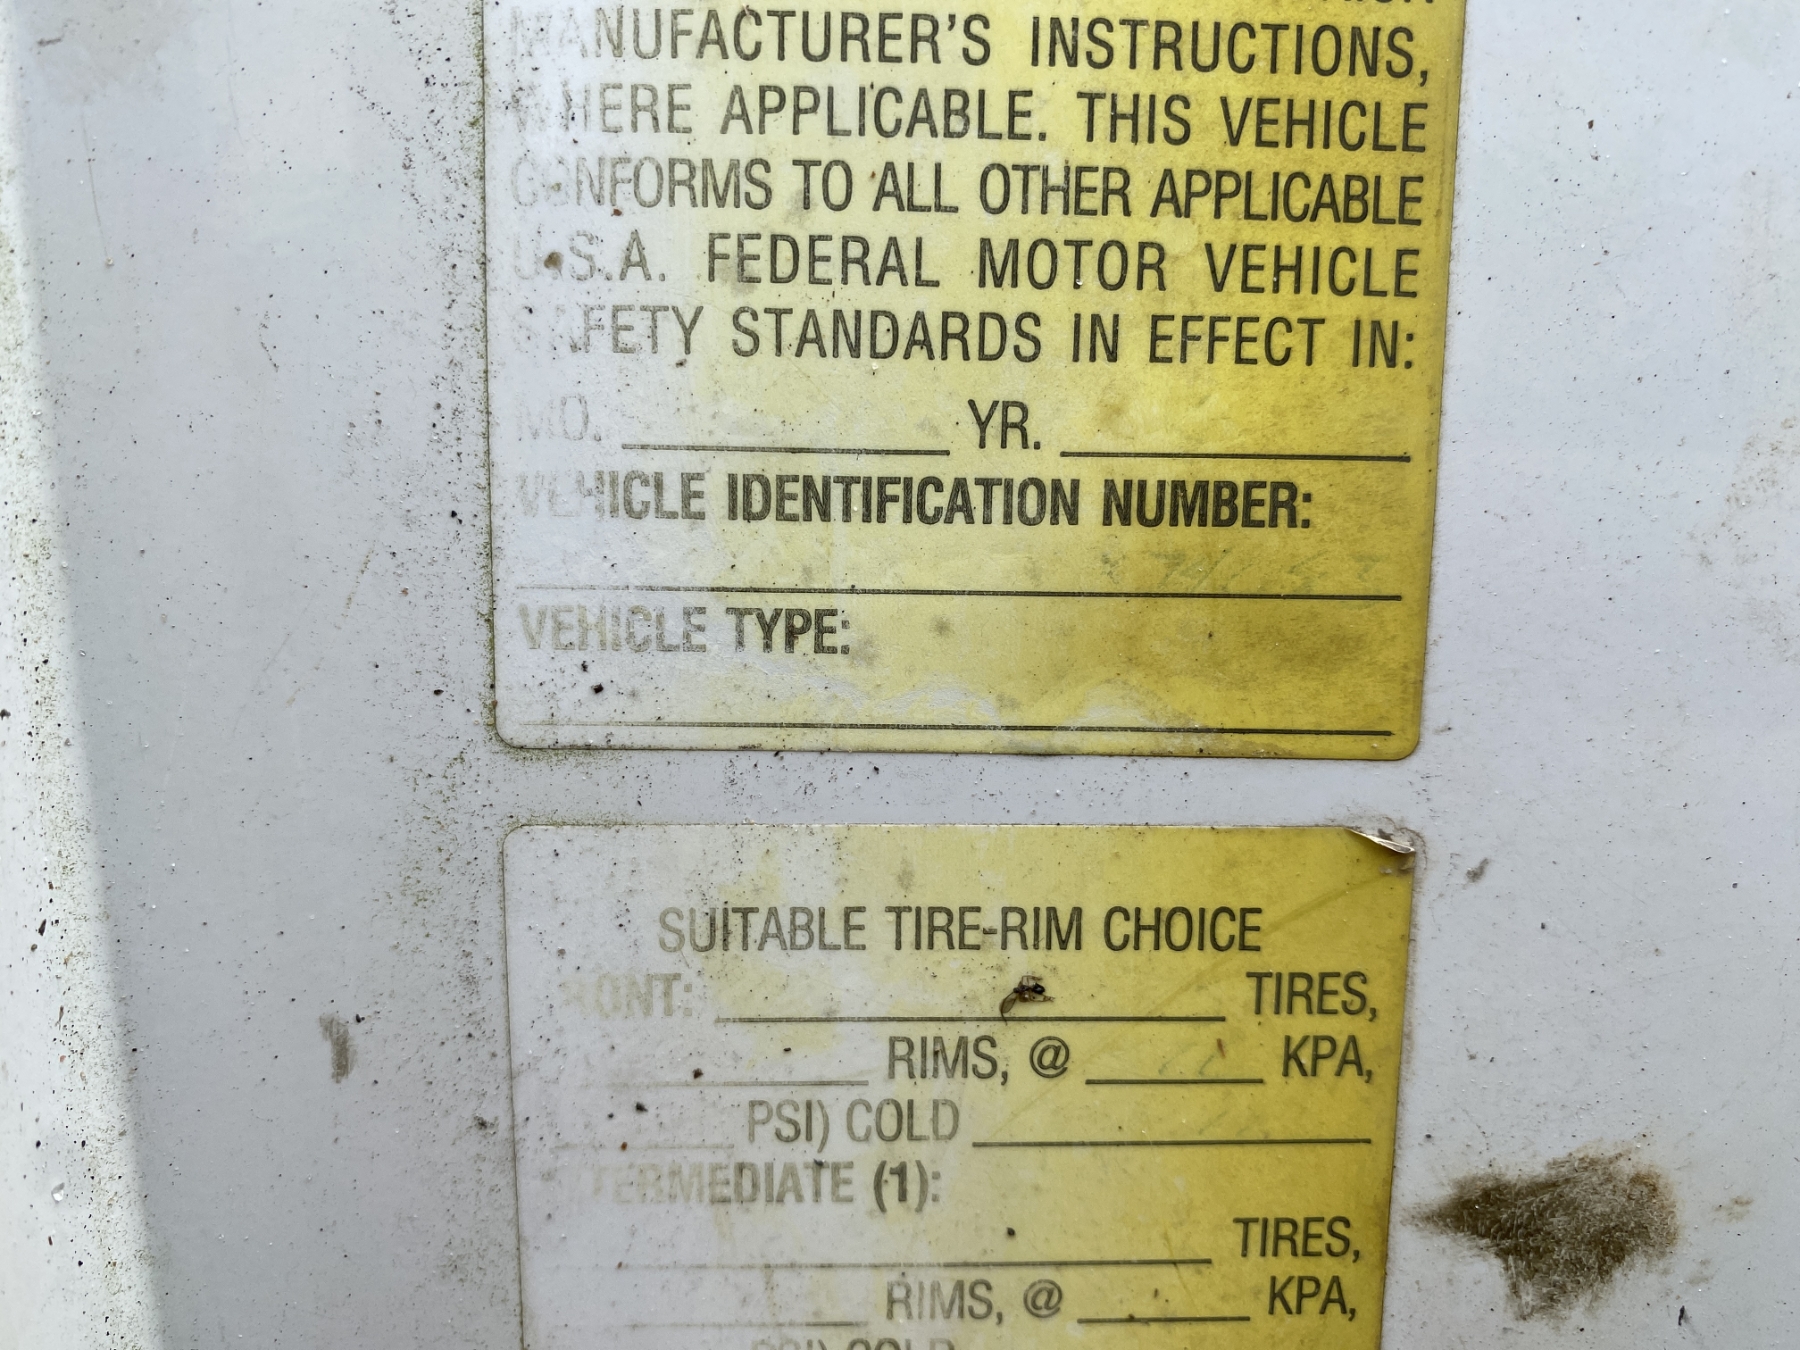 MANUFACTURER'S INSTRUCTIONS,
WHERE APPLICABLE. THIS VEHICLE
CONFORMS TO ALL OTHER APPLICABLE
U.S.A. FEDERAL MOTOR VEHICLE
SAFETY STANDARDS IN EFFECT IN:
MO. YR.
VEHICLE IDENTIFICATION NUMBER:
VEHICLE TYPE:
SUITABLE TIRE-RIM CHOICE
FRONT: TIRES,
RIMS, @ KPA,
PSI) COLD
INTERMEDIATE (1):
TIRES,
RIMS, @ KPA,
PSI) COLD